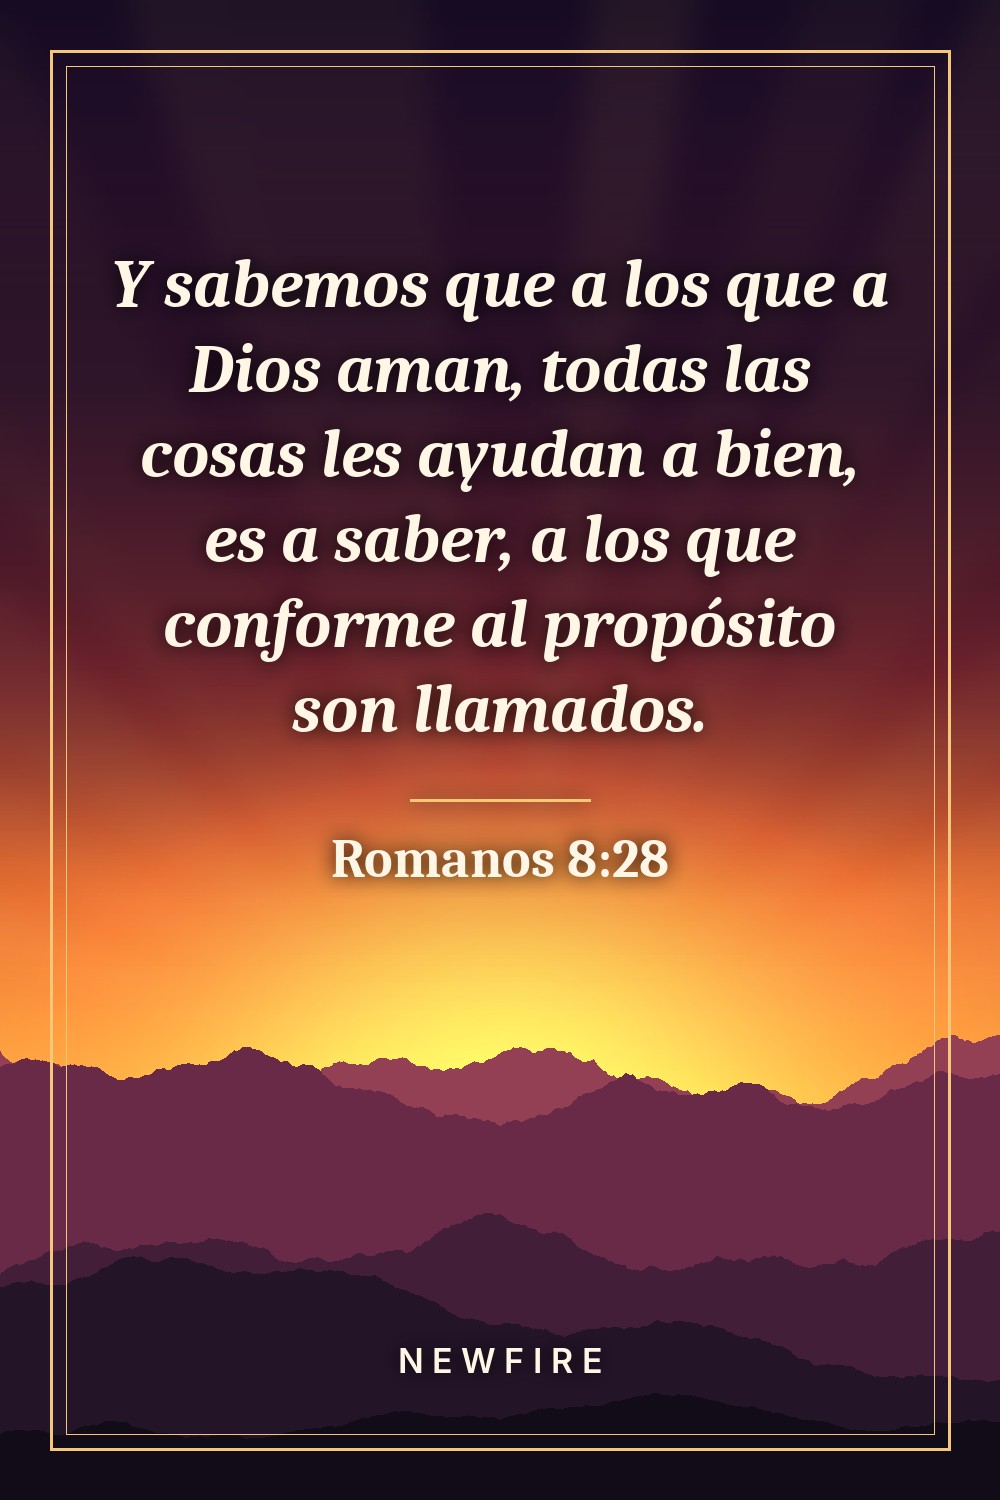 Y sabemos que a los que a
Dios aman, todas las
cosas les ayudan a bien,
es a saber, a los que
conforme al propósito
son llamados.
Romanos 8:28
NEWFIRE